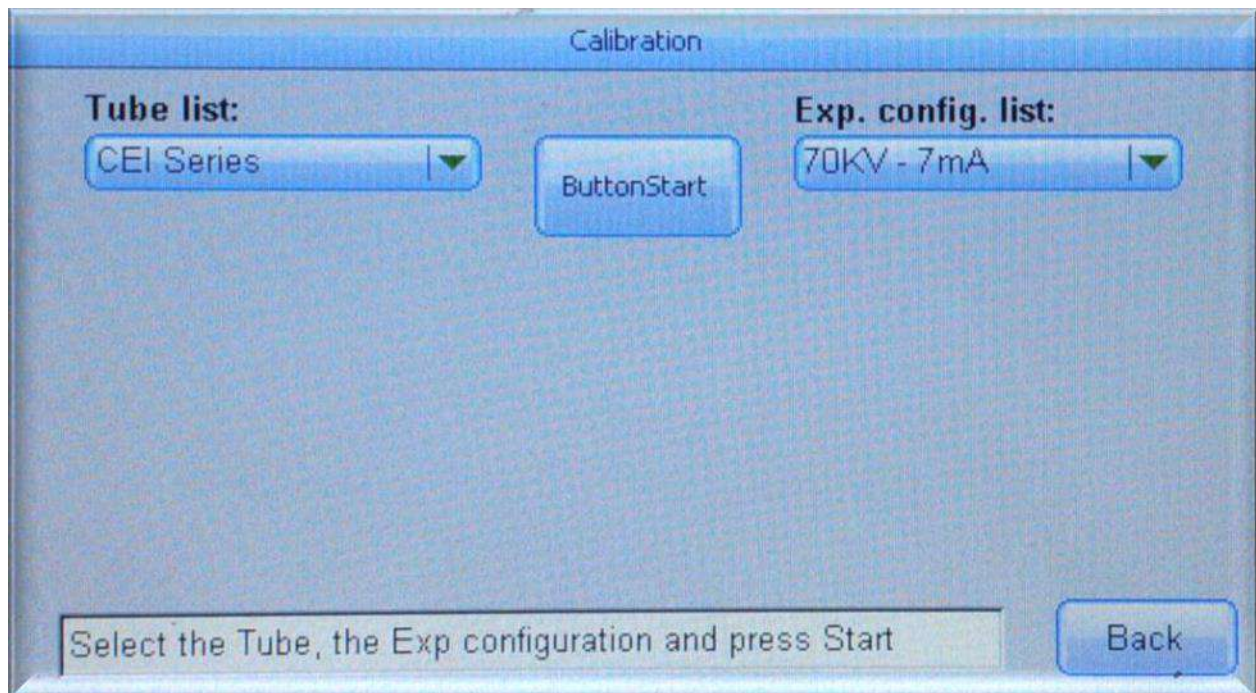 Calibration
Tube list:
Exp. config. list:
CEI Series
ButtonStart
70KV - 7mA
Select the Tube, the Exp configuration and press Start
Back